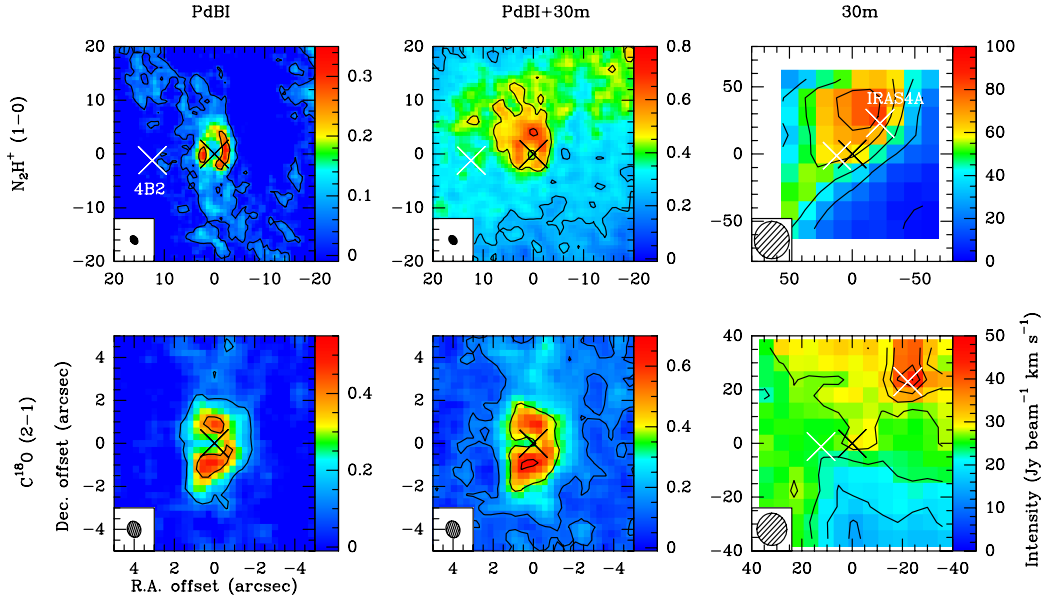 PdBI PdBI+30m 30m
N₂H⁺ (1−0)
20 10 0 −10 −20
4B2
20 10 0 −10 −20
0.3 0.2 0.1 0
20 10 0 −10 −20
20 10 0 −10 −20
0.8 0.6 0.4 0.2 0
50 0 −50
IRAS4A
50 0 −50
100 80 60 40 20 0
C¹⁸O (2−1)
Dec. offset (arcsec)
4 2 0 −2 −4
4 2 0 −2 −4
R.A. offset (arcsec)
0.4 0.2 0
4 2 0 −2 −4
4 2 0 −2 −4
0.6 0.4 0.2 0
40 20 0 −20 −40
40 20 0 −20 −40
50 40 30 20 10 0
Intensity (Jy beam⁻¹ km s⁻¹)